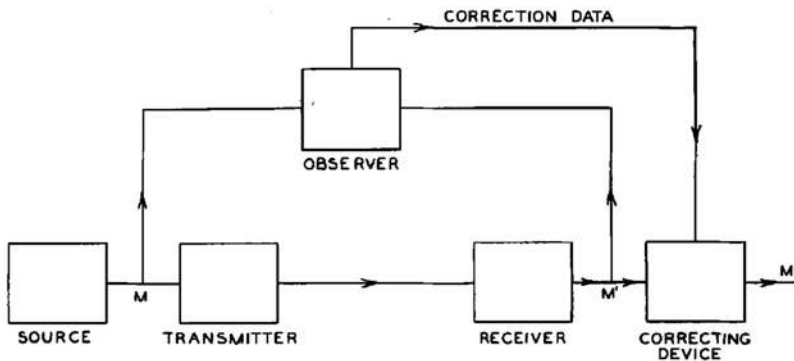 CORRECTION DATA
OBSERVER
M
M'
M
SOURCE
TRANSMITTER
RECEIVER
CORRECTING
DEVICE